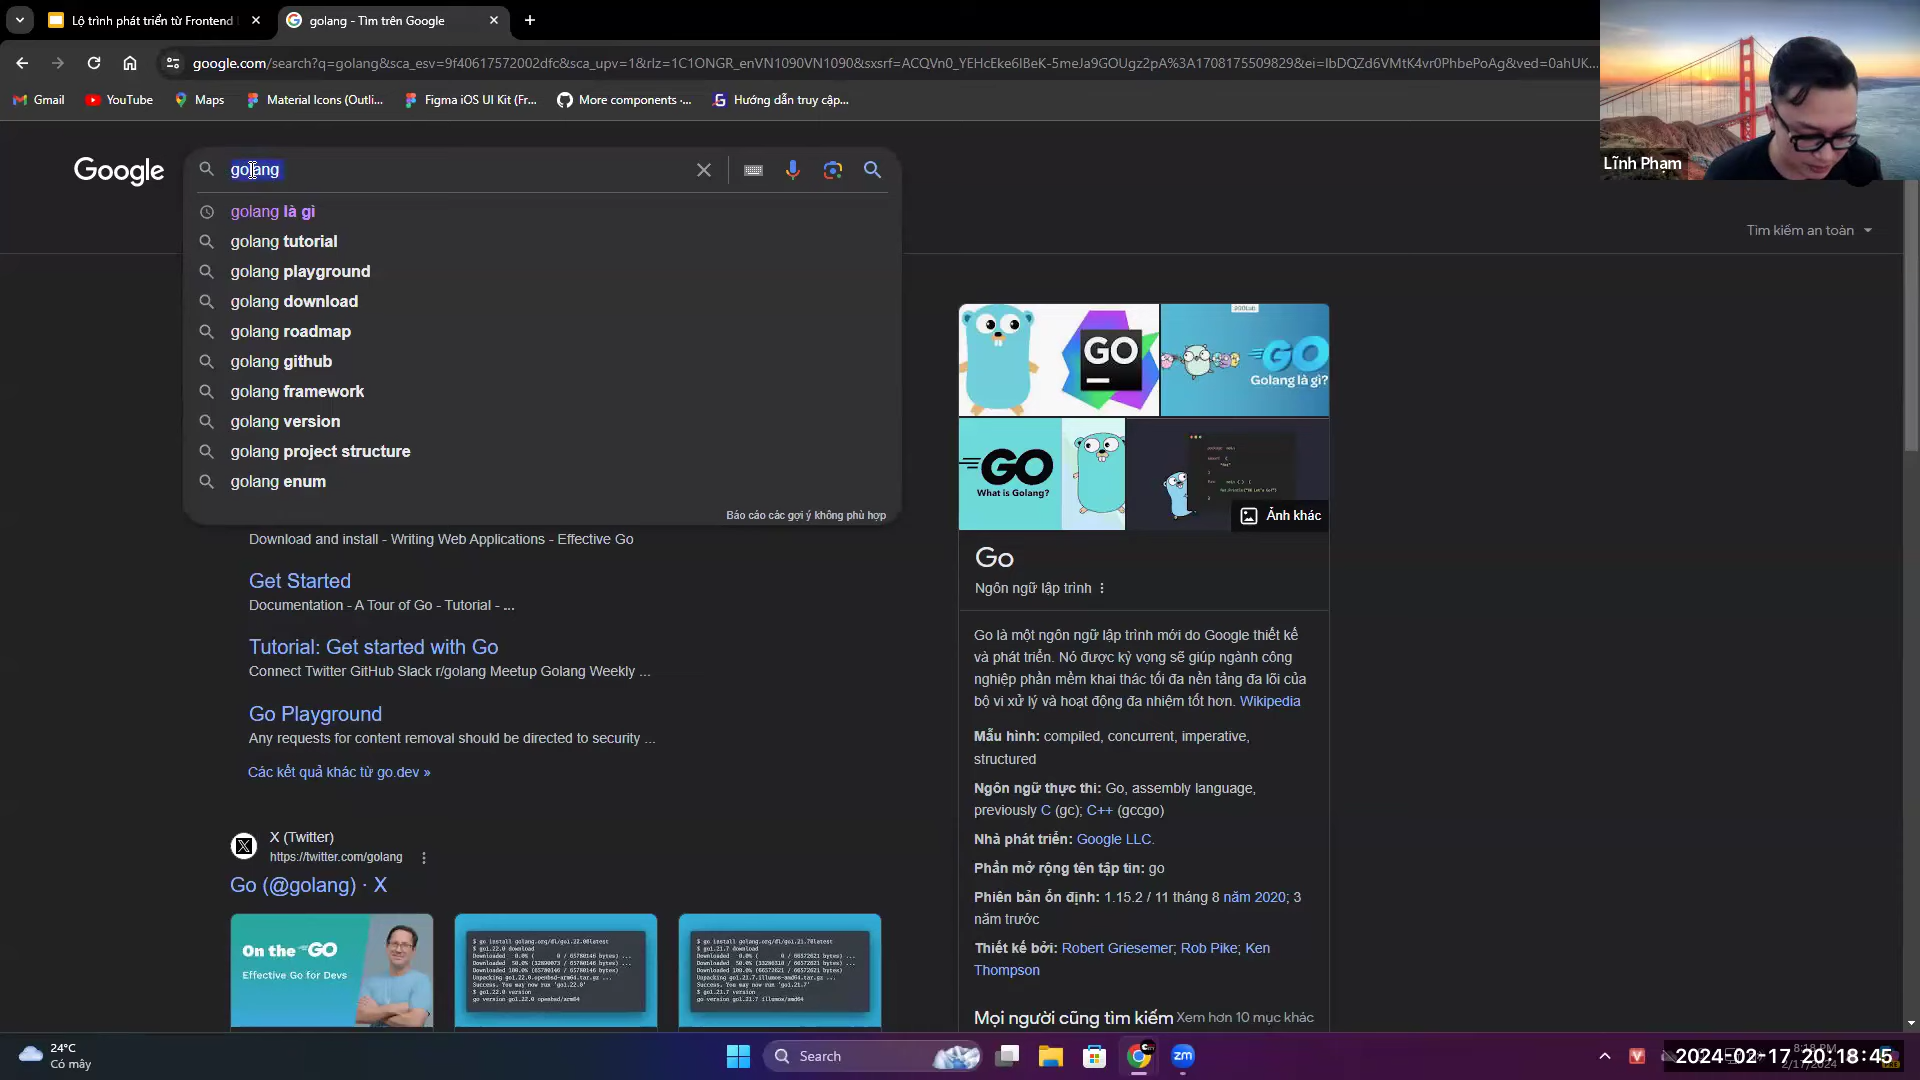 Lộ trình phát triển từ Frontend
golang - Tìm trên Google
google.com/search?q=golang&sca_esv=9f40617572002dfc&sca_upv=1&rlz=1C1ONGR_enVN1090VN1090&sxsrf=ACQVn0_YEHcEke6IBeK-5meJa9GOUgz2pA%3A1708175509829&ei=lbDQZd6VMtK4vr0PhbePoAg&ved=0ahUK...
Gmail
YouTube
Maps
Material Icons (Outli...
Figma iOS UI Kit (Fr...
More components ·...
Hướng dẫn truy cập...
Lĩnh Phạm
Google
golang
Tìm kiếm an toàn
golang là gì
golang tutorial
golang playground
golang download
golang roadmap
golang github
golang framework
golang version
golang project structure
golang enum
Báo cáo các gợi ý không phù hợp
Download and install - Writing Web Applications - Effective Go
Get Started
Documentation - A Tour of Go - Tutorial - ...
Tutorial: Get started with Go
Connect Twitter GitHub Slack r/golang Meetup Golang Weekly ...
Go Playground
Any requests for content removal should be directed to security ...
Các kết quả khác từ go.dev »
X (Twitter)
https://twitter.com/golang
Go (@golang) · X
On the GO
Effective Go for Devs
GO
GO
Golang là gì?
GO
What is Golang?
Ảnh khác
Go
Ngôn ngữ lập trình
Go là một ngôn ngữ lập trình mới do Google thiết kế
và phát triển. Nó được kỳ vọng sẽ giúp ngành công
nghiệp phần mềm khai thác tối đa nền tảng đa lõi của
bộ vi xử lý và hoạt động đa nhiệm tốt hơn. Wikipedia
Mẫu hình: compiled, concurrent, imperative,
structured
Ngôn ngữ thực thi: Go, assembly language,
previously C (gc); C++ (gccgo)
Nhà phát triển: Google LLC.
Phần mở rộng tên tập tin: go
Phiên bản ổn định: 1.15.2 / 11 tháng 8 năm 2020; 3
năm trước
Thiết kế bởi: Robert Griesemer; Rob Pike; Ken
Thompson
Mọi người cũng tìm kiếm
Xem hơn 10 mục khác
24°C
Có mây
Search
zm
2024-02-17 20:18:45